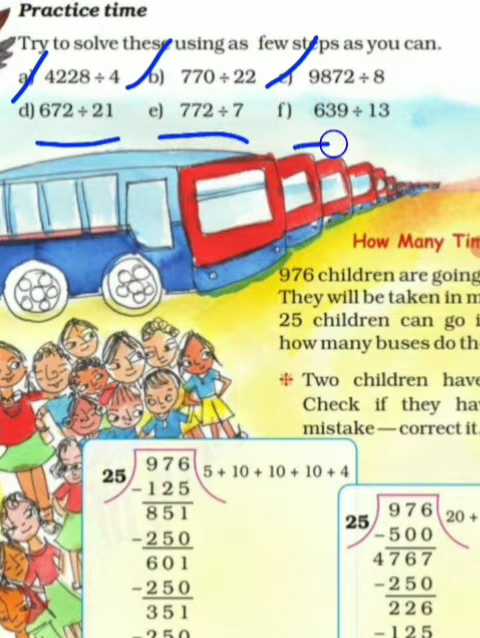 Practice time
Try to solve these using as few steps as you can.
a) 4228 ÷ 4 b) 770 ÷ 22 c) 9872 ÷ 8
d) 672 ÷ 21 e) 772 ÷ 7 f) 639 ÷ 13
How Many
976 children are going
They will be taken in
25 children can go
how many buses do
❉ Two children have
Check if they
mistake — correct it.
25 976 5 + 10 + 10 + 10 + 4
−125
851
−250
601
−250
351
−250
25 976 20 +
−500
4767
−250
226
−125